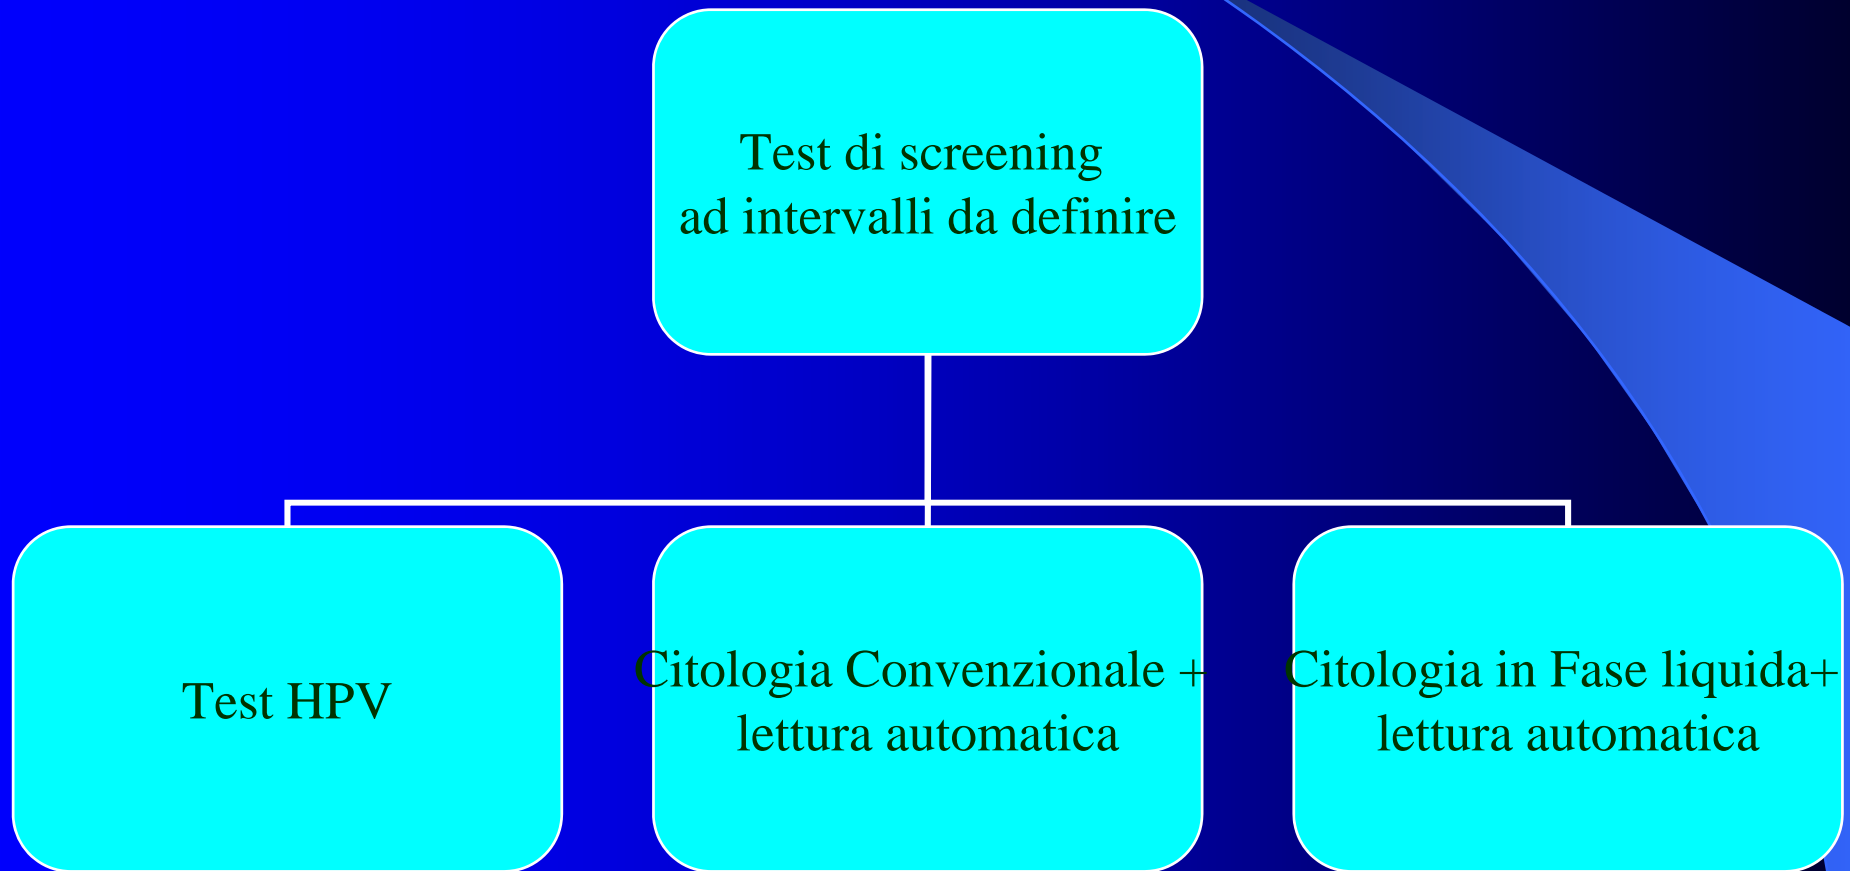 Test di screening
ad intervalli da definire
Test HPV
Citologia Convenzionale +
lettura automatica
Citologia in Fase liquida+
lettura automatica